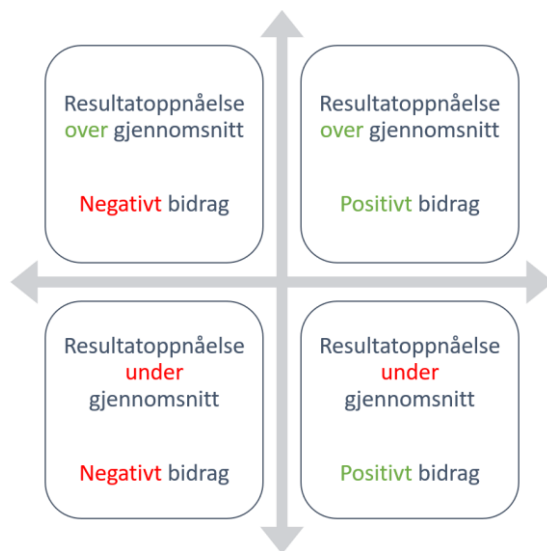 Resultatoppnåelse
over gjennomsnitt
Negativt bidrag
Resultatoppnåelse
over gjennomsnitt
Positivt bidrag
Resultatoppnåelse
under
gjennomsnitt
Negativt bidrag
Resultatoppnåelse
under
gjennomsnitt
Positivt bidrag